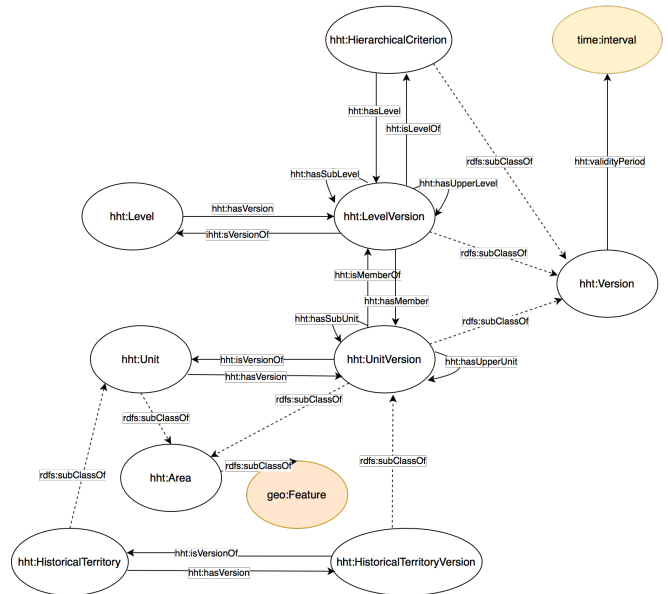 hht:HierarchicalCriterion
time:interval
hht:hasLevel
hht:isLevelOf
rdfs:subClassOf
hht:validityPeriod
hht:hasSubLevel
hht:hasUpperLevel
hht:Level
hht:hasVersion
hht:LevelVersion
ihht:sVersionOf
rdfs:subClassOf
hht:isMemberOf
hht:Version
hht:hasMember
hht:hasSubUnit
rdfs:subClassOf
hht:Unit
hht:isVersionOf
hht:UnitVersion
hht:hasUpperUnit
hht:hasVersion
rdfs:subClassOf
rdfs:subClassOf
rdfs:subClassOf
rdfs:subClassOf
rdfs:subClassOf
hht:Area
geo:Feature
hht:isVersionOf
hht:HistoricalTerritory
hht:HistoricalTerritoryVersion
hht:hasVersion